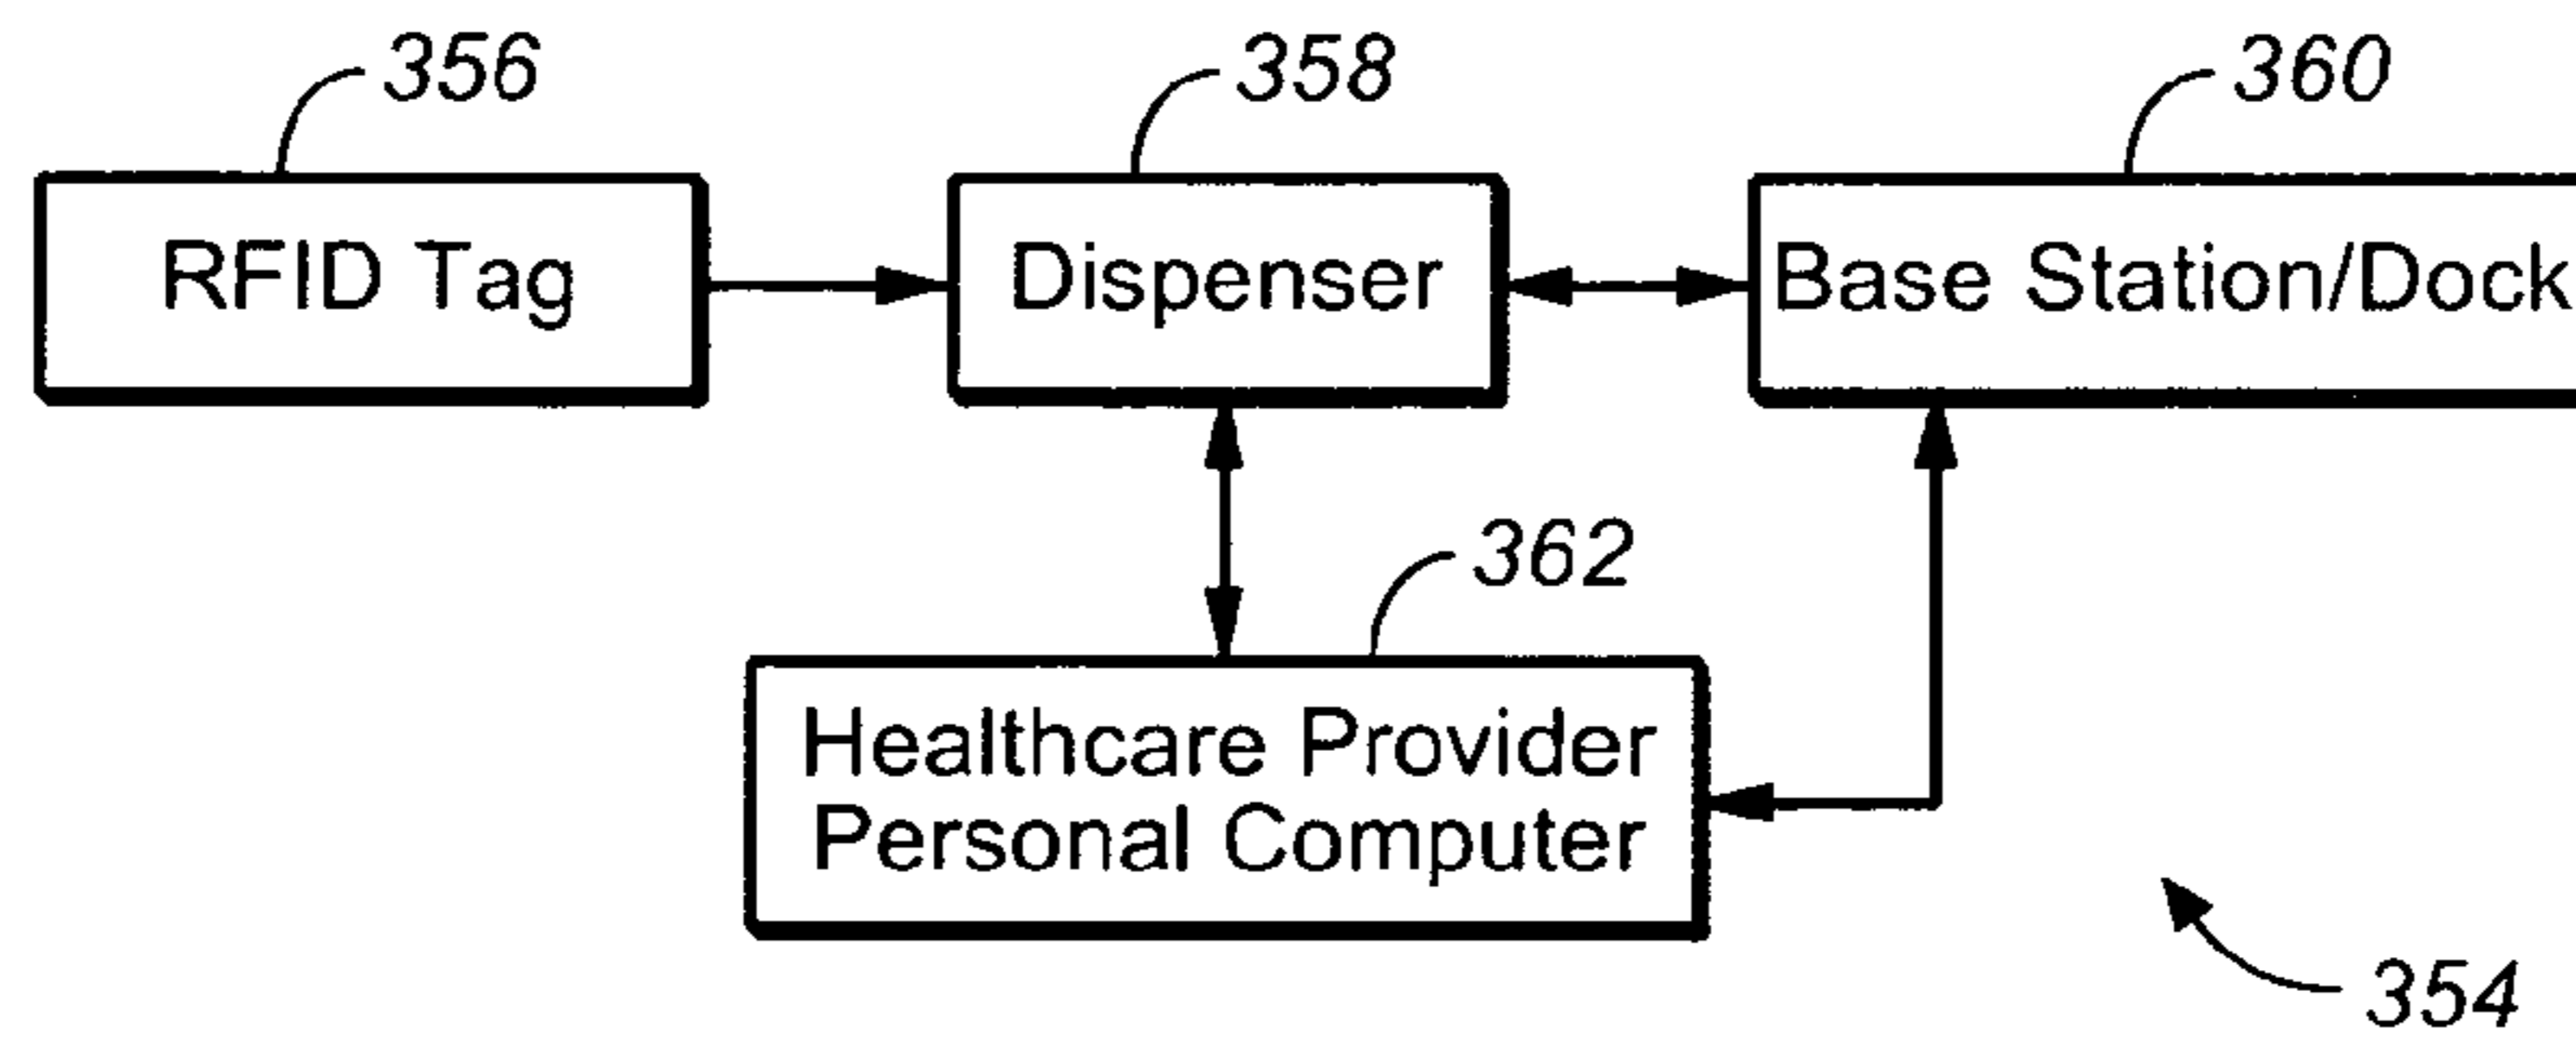 356
358
360
RFID Tag
Dispenser
Base Station/Dock
362
Healthcare Provider
Personal Computer
354